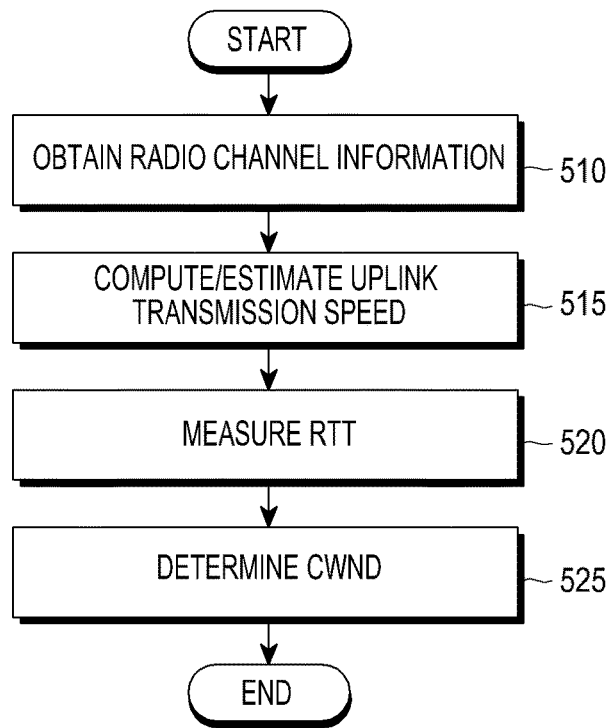 START
OBTAIN RADIO CHANNEL INFORMATION
510
COMPUTE/ESTIMATE UPLINK
TRANSMISSION SPEED
515
MEASURE RTT
520
DETERMINE CWND
525
END